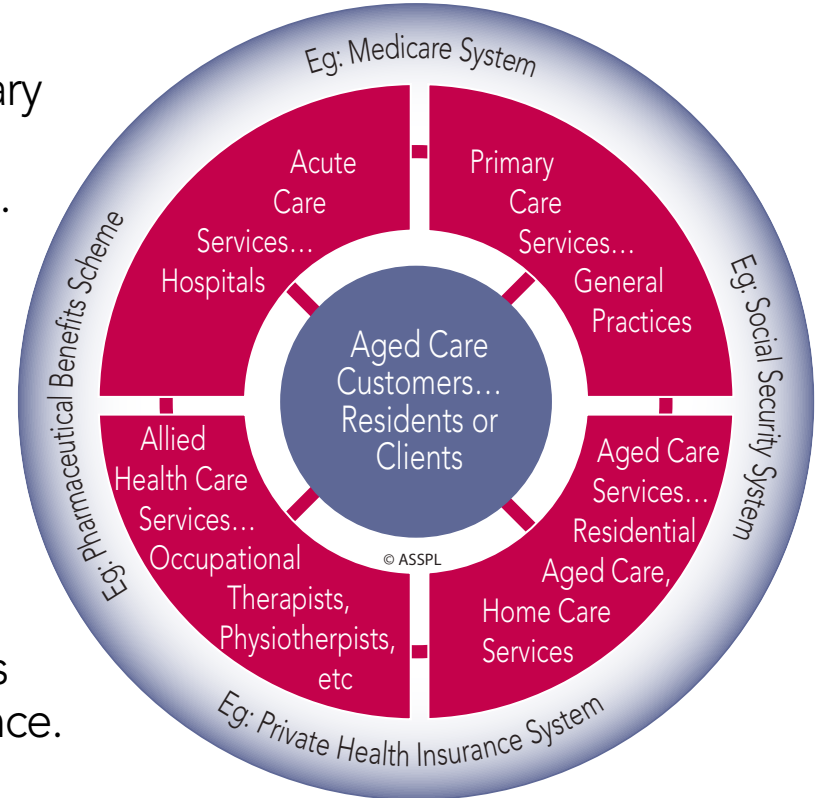 ary
.
s
nce.
Eg: Medicare System
Eg: Pharmaceutical Benefits Scheme
Eg: Social Security System
Eg: Private Health Insurance System
Acute
Care
Services...
Hospitals
Primary
Care
Services...
General
Practices
Aged Care
Customers...
Residents or
Clients
Allied
Health Care
Services...
Occupational
Therapists,
Physiotherpists,
etc
Aged Care
Services...
Residential
Aged Care,
Home Care
Services
© ASSPL